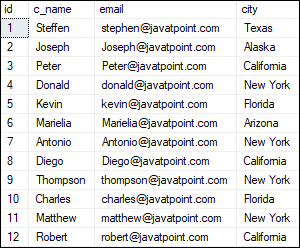 id c_name email city
1 Steffen stephen@javatpoint.com Texas
2 Joseph Joseph@javatpoint.com Alaska
3 Peter Peter@javatpoint.com California
4 Donald donald@javatpoint.com New York
5 Kevin kevin@javatpoint.com Florida
6 Marielia Marielia@javatpoint.com Arizona
7 Antonio Antonio@javatpoint.com New York
8 Diego Diego@javatpoint.com California
9 Thompson thompson@javatpoint.com New York
10 Charles charles@javatpoint.com Florida
11 Matthew matthew@javatpoint.com New York
12 Robert robert@javatpoint.com California